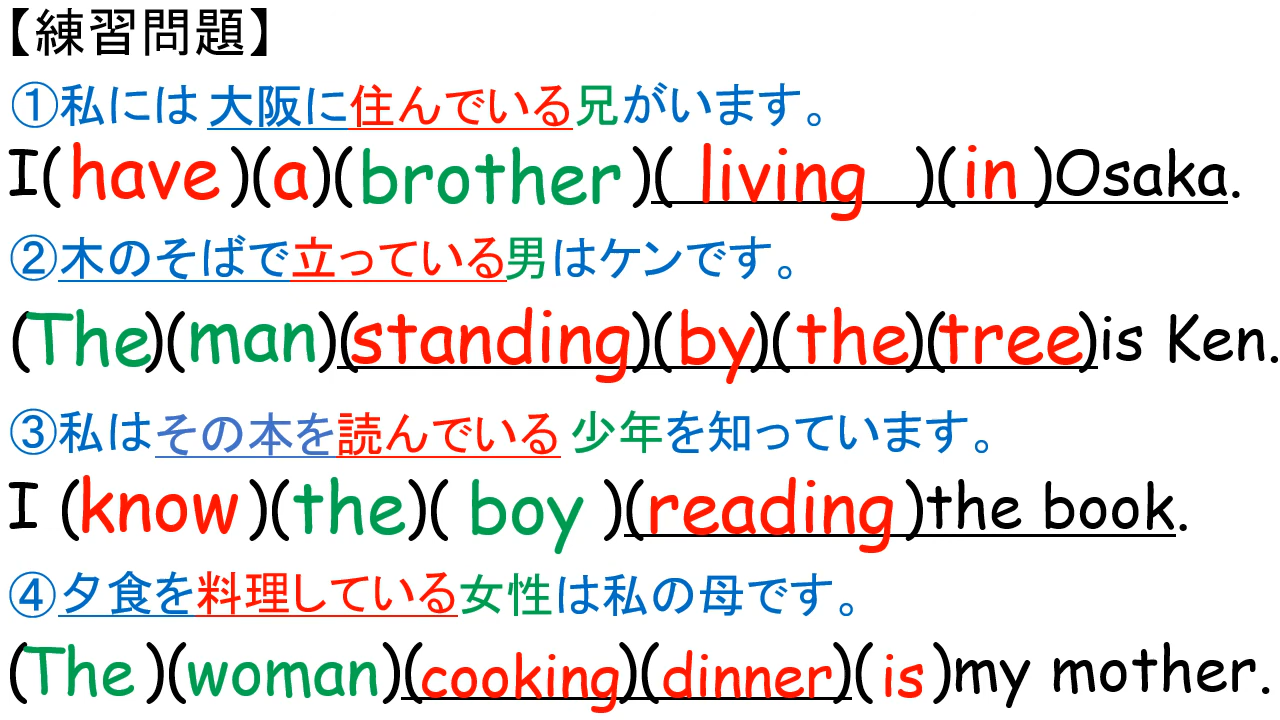 【練習問題】
①私には大阪に住んでいる兄がいます。
I(have)(a)(brother)(living)(in)Osaka.
②木のそばで立っている男はケンです。
(The)(man)(standing)(by)(the)(tree)is Ken.
③私はその本を読んでいる少年を知っています。
I (know)(the)(boy)(reading)the book.
④夕食を料理している女性は私の母です。
(The)(woman)(cooking)(dinner)(is)my mother.